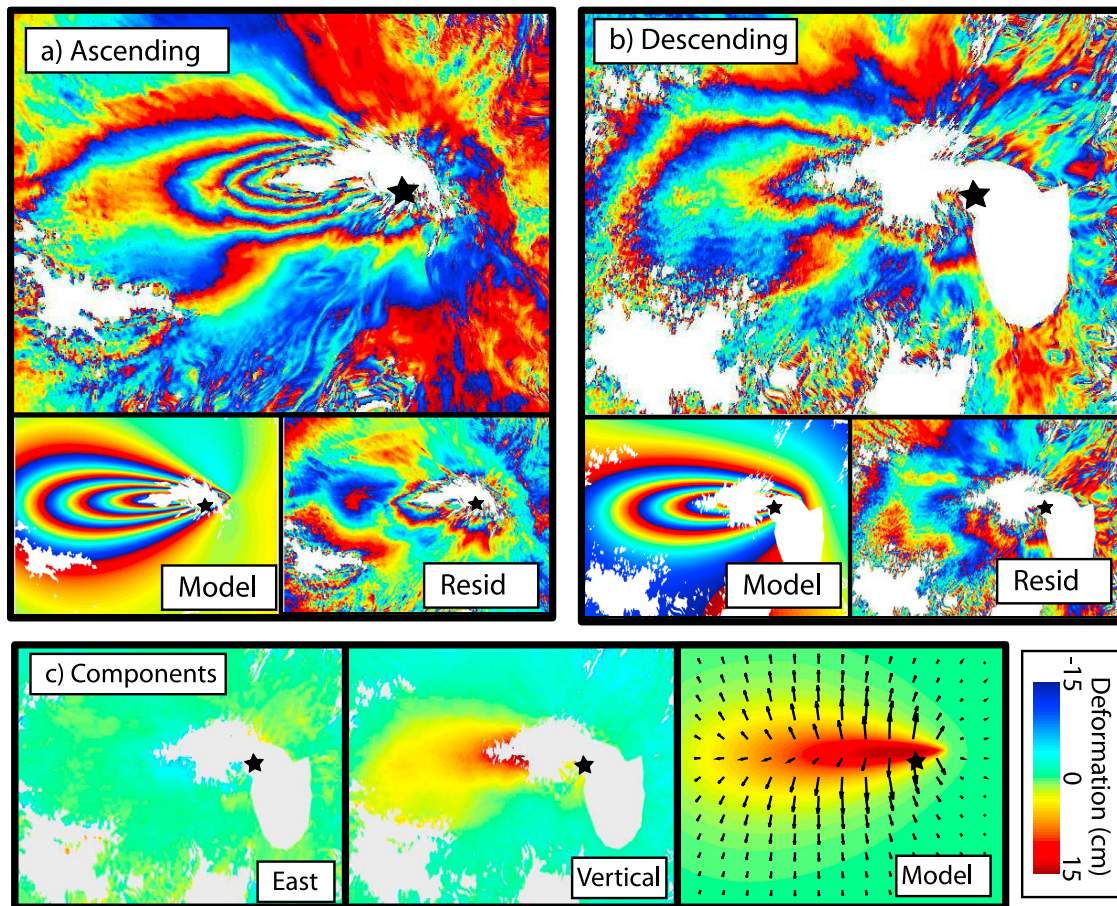 a) Ascending
b) Descending
Model
Resid
Model
Resid
c) Components
East
Vertical
Model
-15
0
15
Deformation (cm)